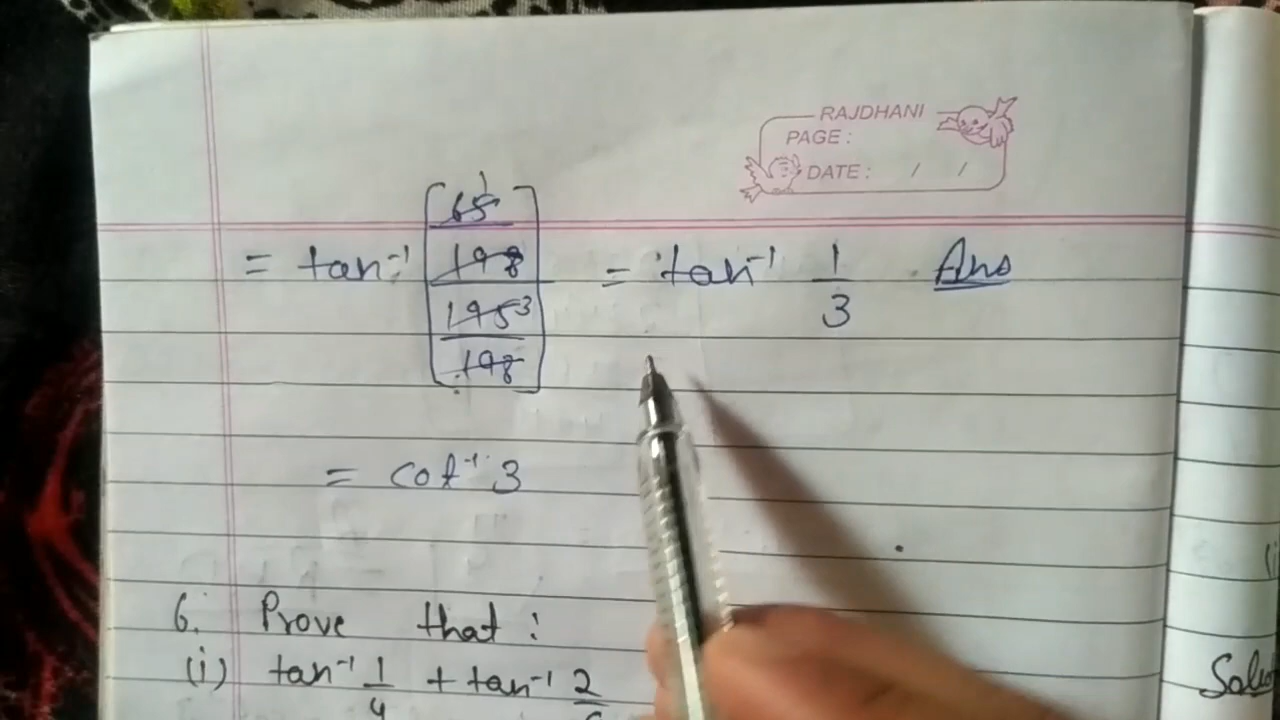 RAJDHANI
PAGE :
DATE : / /
= tan⁻¹ [(65 1/198)/(195 3/198)] = tan⁻¹ 1/3 Ans
= cot⁻¹ 3
6. Prove that :
(i) tan⁻¹ 1/4 + tan⁻¹ 2/